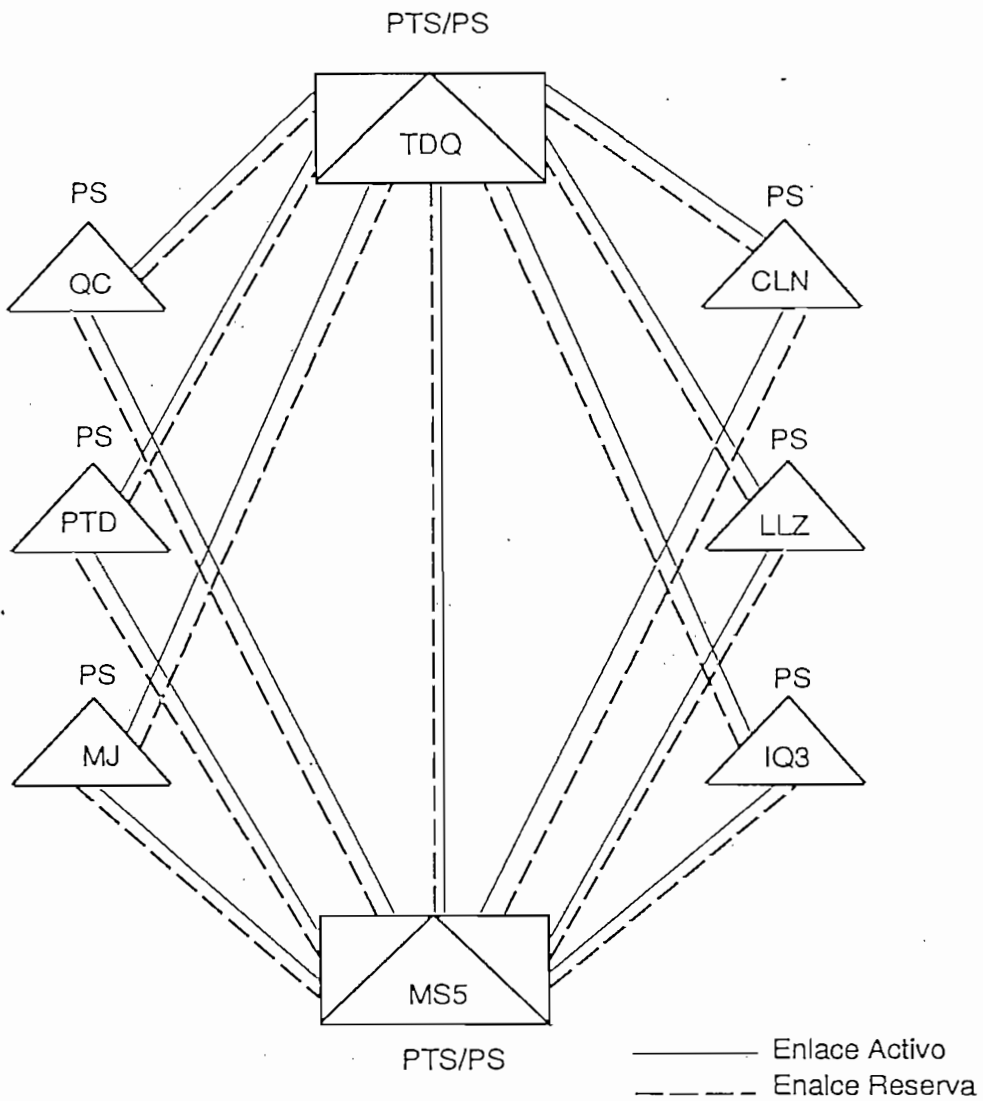 PTS/PS
TDQ
PS
QC
PS
CLN
PS
PTD
PS
LLZ
PS
MJ
PS
IQ3
MS5
PTS/PS
Enlace Activo
Enalce Reserva